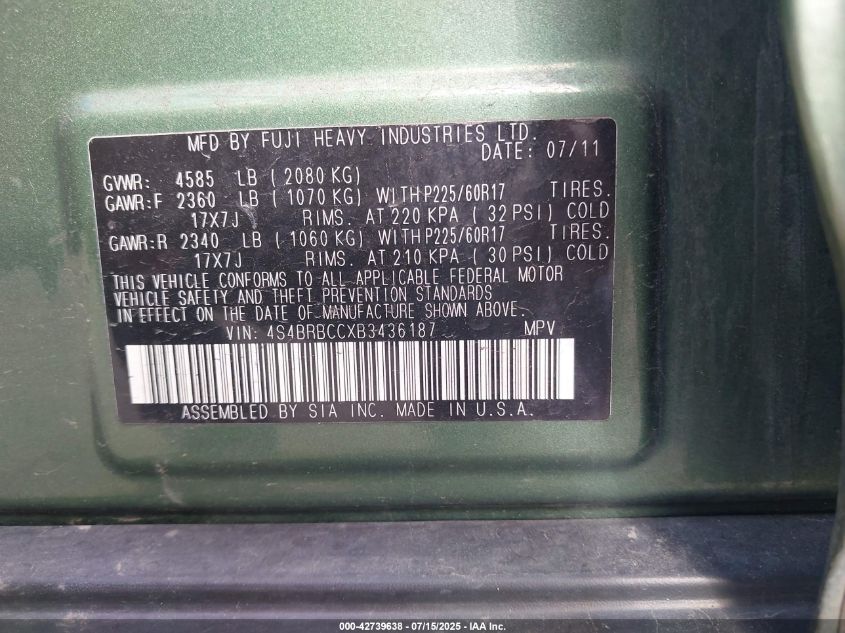 MFD BY FUJI HEAVY INDUSTRIES LTD.
DATE: 07/11
GVWR: 4585 LB ( 2080 KG)
GAWR:F 2360 LB ( 1070 KG) WITH P225/60R17 TIRES.
17X7J RIMS. AT 220 KPA ( 32 PSI) COLD
GAWR:R 2340 LB ( 1060 KG) WITH P225/60R17 TIRES.
17X7J RIMS. AT 210 KPA ( 30 PSI) COLD
THIS VEHICLE CONFORMS TO ALL APPLICABLE FEDERAL MOTOR
VEHICLE SAFETY AND THEFT PREVENTION STANDARDS
IN EFFECT ON THE DATE OF MANUFACTURE SHOWN ABOVE.
VIN: 4S4BRBCCXB3436187 MPV
ASSEMBLED BY SIA INC. MADE IN U.S.A.
000-42739638 - 07/15/2025 - IAA Inc.